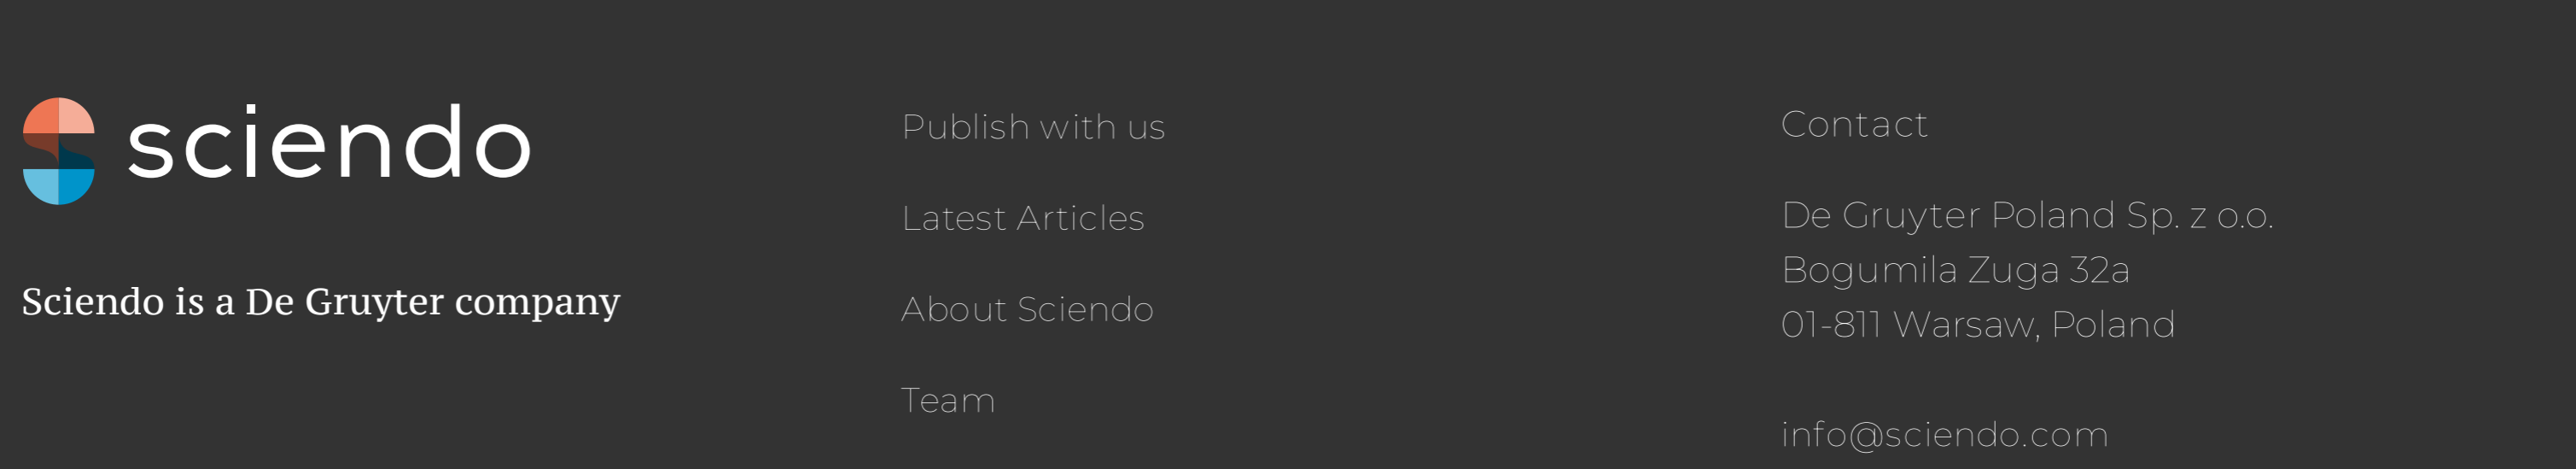 sciendo
Sciendo is a De Gruyter company
Publish with us
Latest Articles
About Sciendo
Team
Contact
De Gruyter Poland Sp. z o.o.
Bogumila Zuga 32a
01-811 Warsaw, Poland
info@sciendo.com